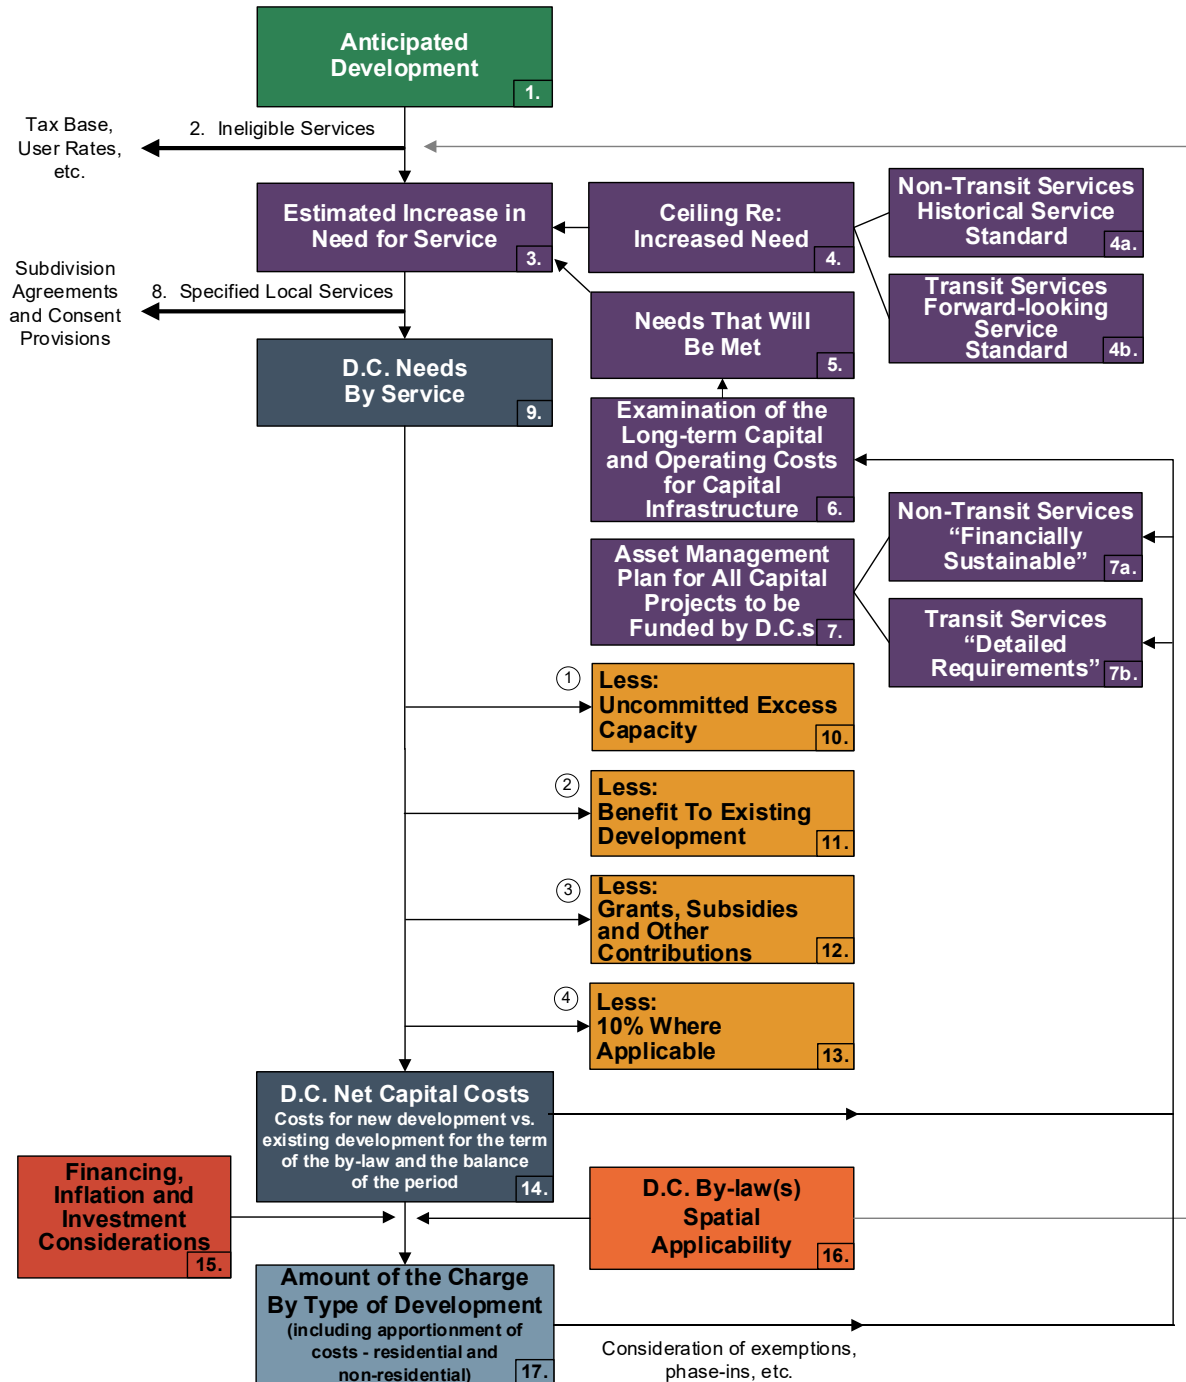 Anticipated
Development
1.
Tax Base,
User Rates,
etc.
2.  Ineligible Services
Estimated Increase in
Need for Service
3.
Ceiling Re:
Increased Need
4.
Non-Transit Services
Historical Service
Standard
4a.
Transit Services
Forward-looking
Service
Standard
4b.
Subdivision
Agreements
and Consent
Provisions
8.  Specified Local Services
Needs That Will
Be Met
5.
D.C. Needs
By Service
9.
Examination of the
Long-term Capital
and Operating Costs
for Capital
Infrastructure
6.
Asset Management
Plan for All Capital
Projects to be
Funded by D.C.s
7.
Non-Transit Services
“Financially
Sustainable”
7a.
Transit Services
“Detailed
Requirements”
7b.
1
Less:
Uncommitted Excess
Capacity
10.
2
Less:
Benefit To Existing
Development
11.
3
Less:
Grants, Subsidies
and Other
Contributions
12.
4
Less:
10% Where
Applicable
13.
D.C. Net Capital Costs
Costs for new development vs.
existing development for the term
of the by-law and the balance
of the period
14.
Financing,
Inflation and
Investment
Considerations
15.
D.C. By-law(s)
Spatial
Applicability
16.
Amount of the Charge
By Type of Development
(including apportionment of
costs - residential and
non-residential)
17.
Consideration of exemptions,
phase-ins, etc.